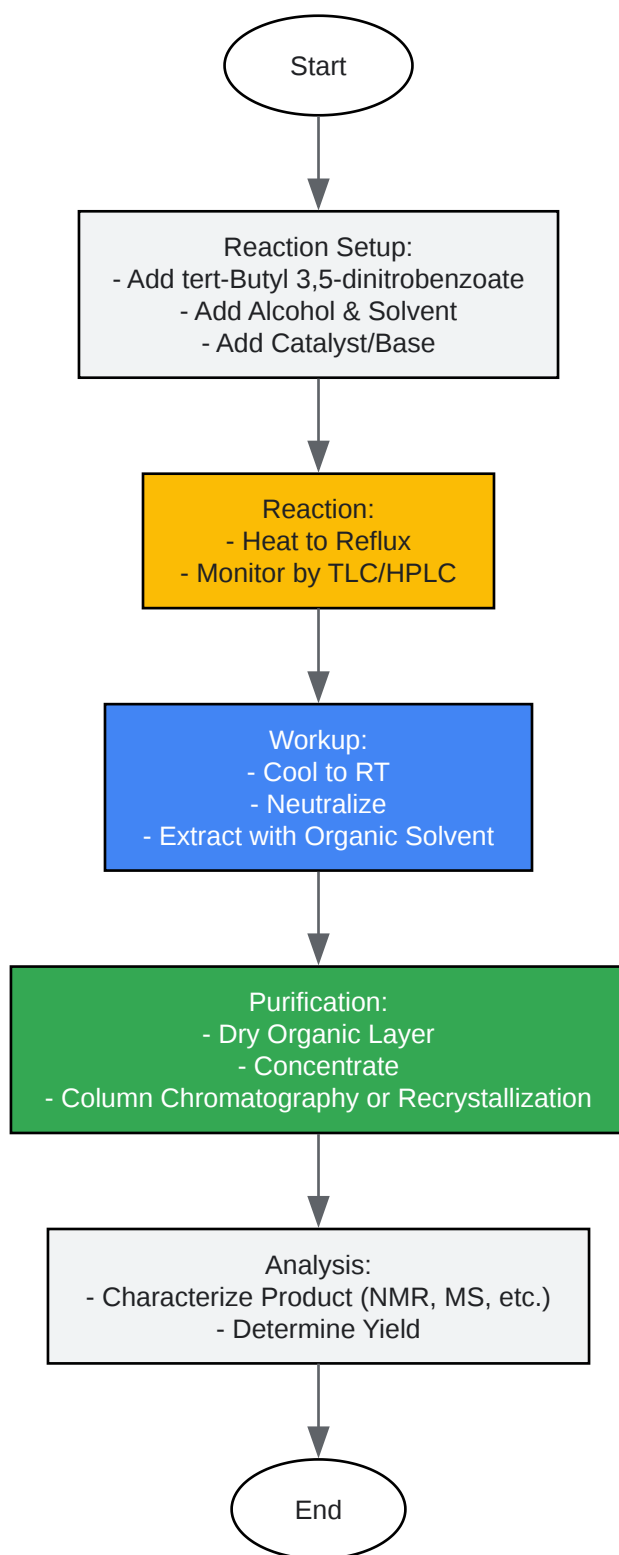 Start
Reaction Setup:
- Add tert-Butyl 3,5-dinitrobenzoate
- Add Alcohol & Solvent
- Add Catalyst/Base
Reaction:
- Heat to Reflux
- Monitor by TLC/HPLC
Workup:
- Cool to RT
- Neutralize
- Extract with Organic Solvent
Purification:
- Dry Organic Layer
- Concentrate
- Column Chromatography or Recrystallization
Analysis:
- Characterize Product (NMR, MS, etc.)
- Determine Yield
End